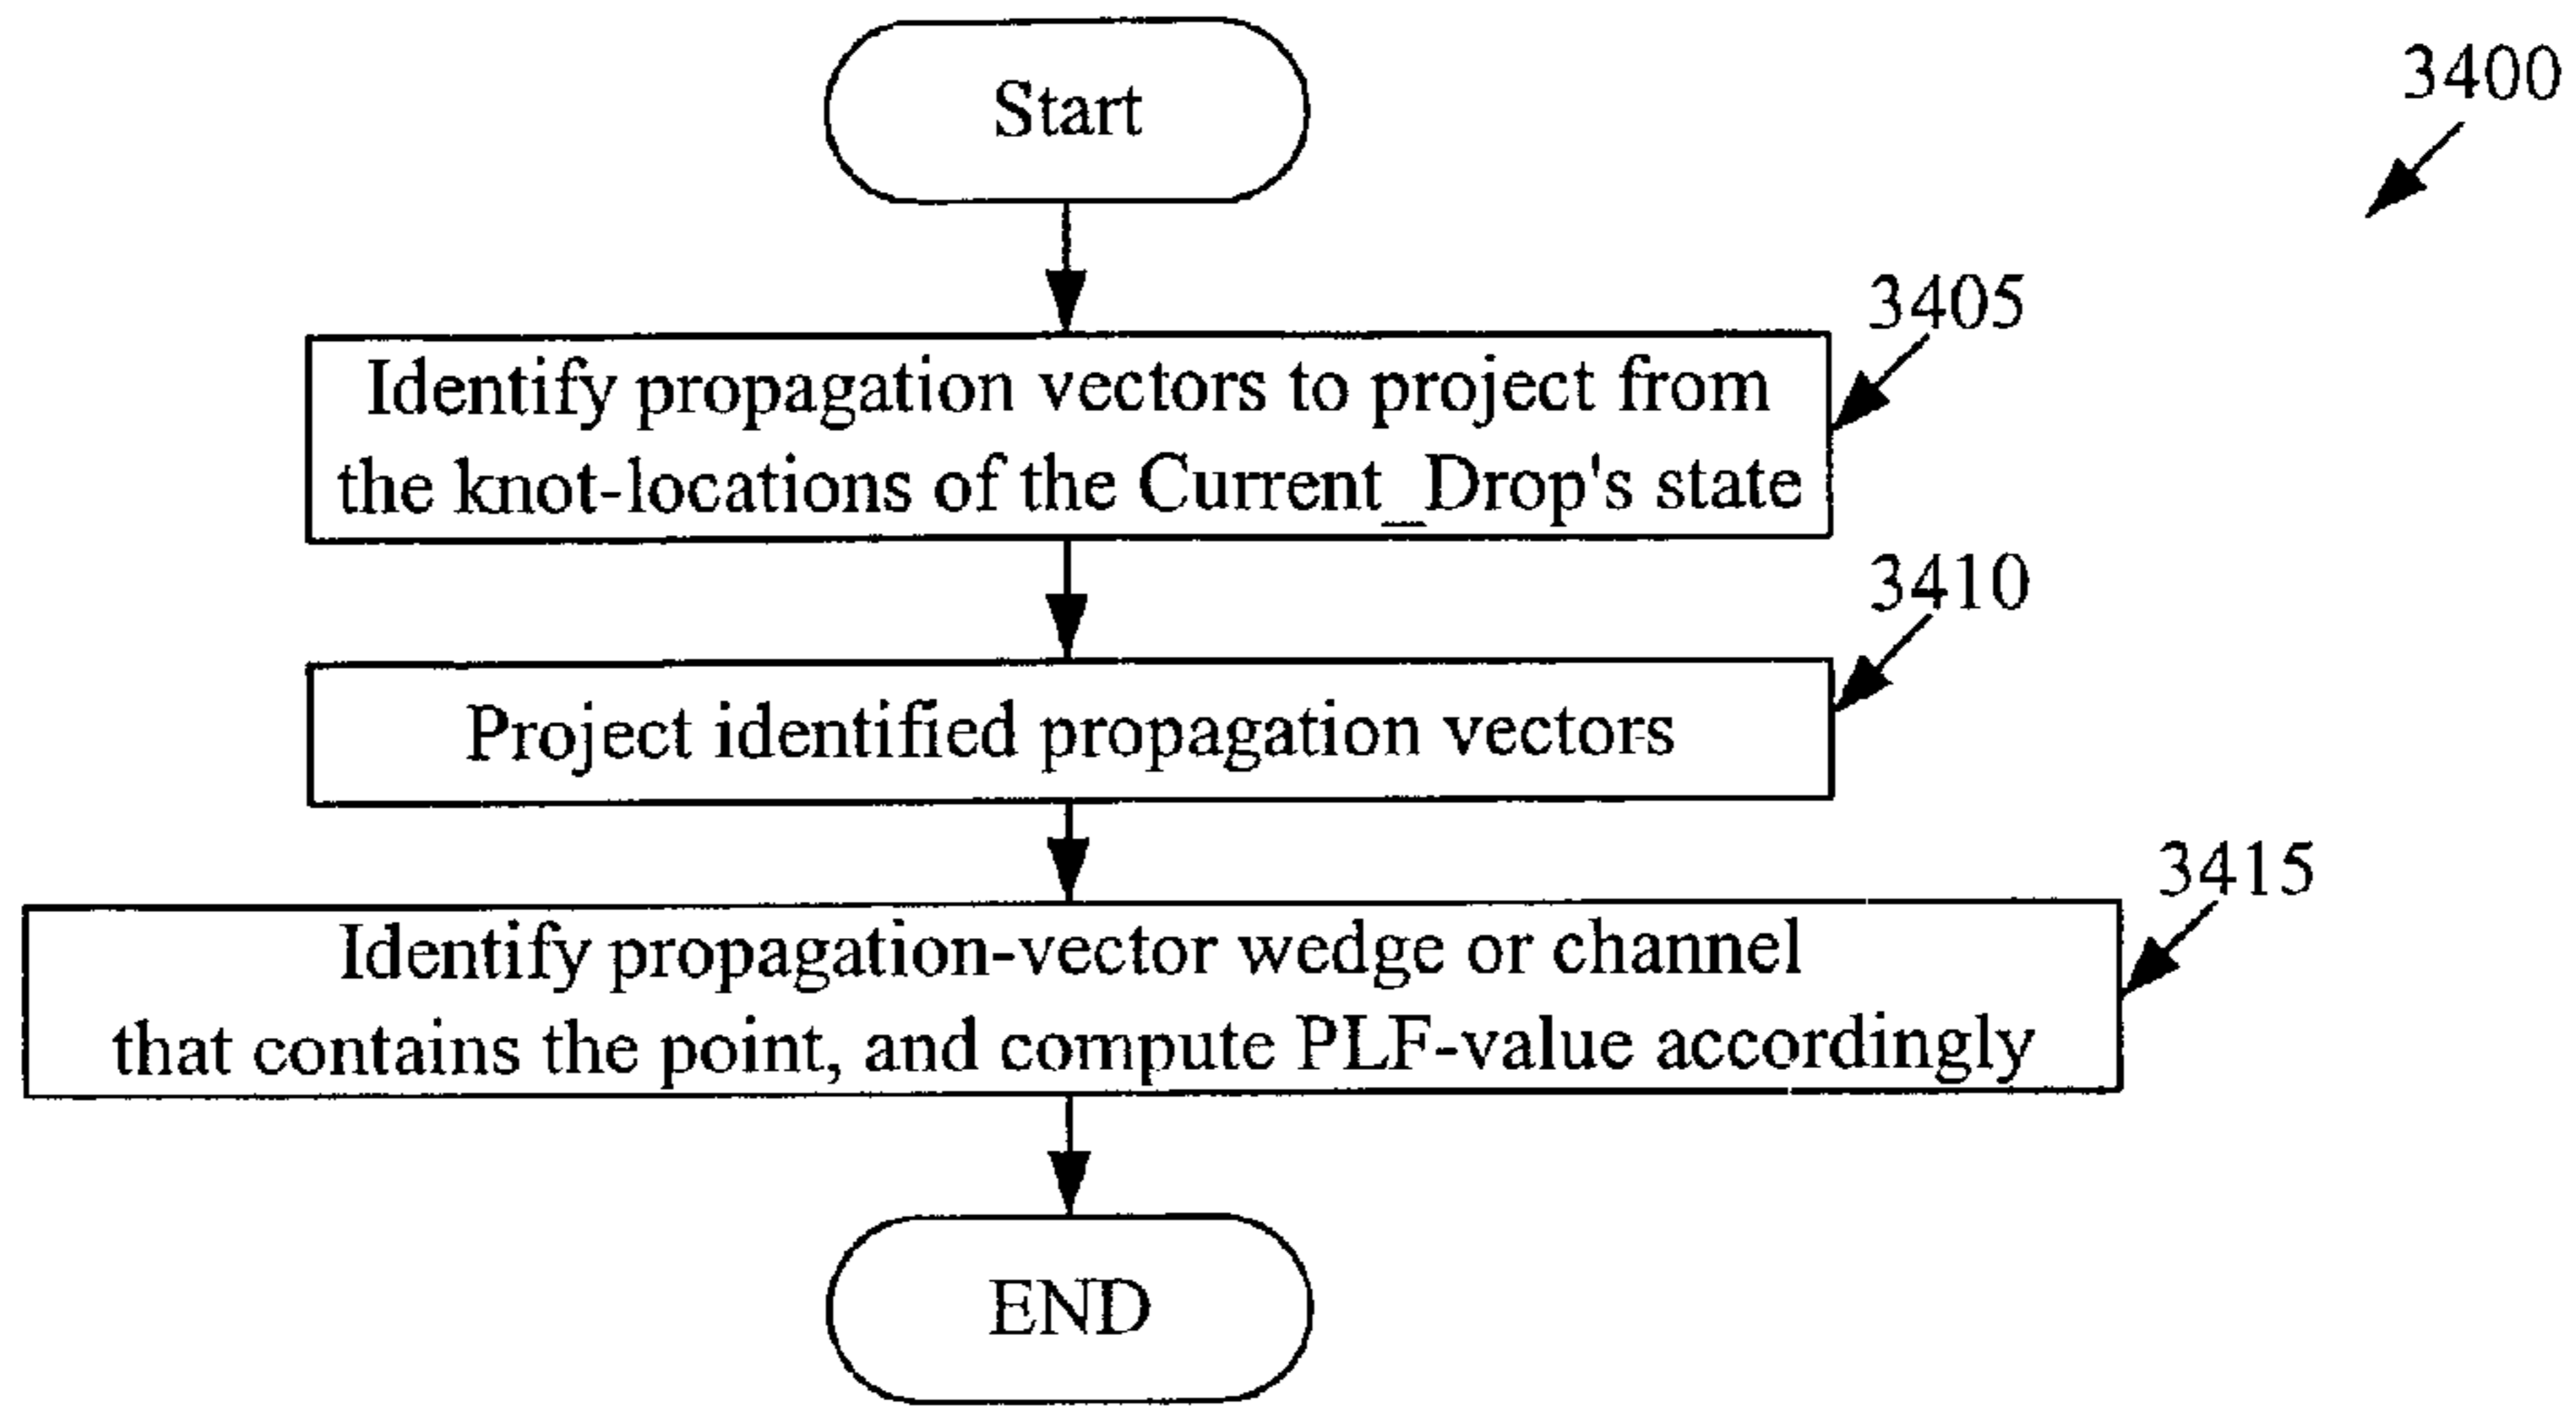 Start
3400
3405
Identify propagation vectors to project from
the knot-locations of the Current_Drop's state
3410
Project identified propagation vectors
3415
Identify propagation-vector wedge or channel
that contains the point, and compute PLF-value accordingly
END